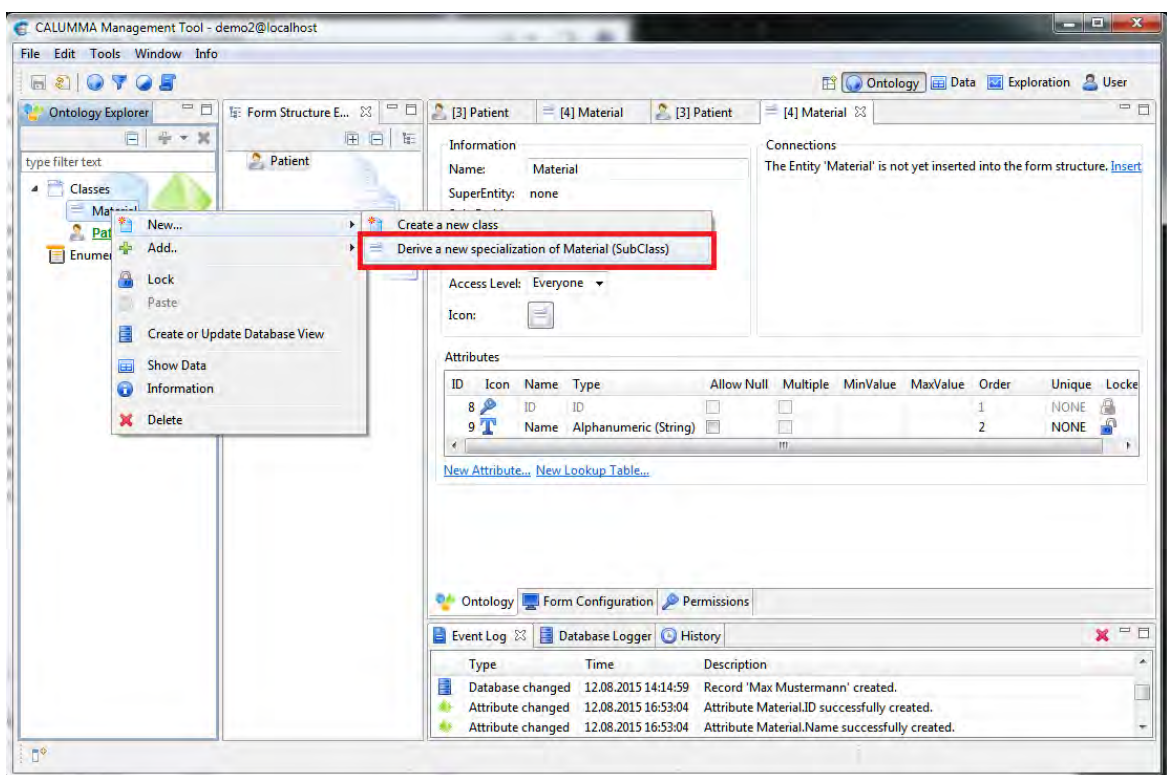 CALUMMA Management Tool - demo2@localhost
File Edit Tools Window Info
Ontology Data Exploration User
Ontology Explorer
type filter text
Classes
Material
Enumer
New...
Add..
Lock
Paste
Create or Update Database View
Show Data
Information
Delete
Create a new class
Derive a new specialization of Material (SubClass)
Form Structure E...
Patient
[3] Patient [4] Material [3] Patient [4] Material
Information
Name: Material
SuperEntity: none
Access Level: Everyone
Icon:
Connections
The Entity 'Material' is not yet inserted into the form structure. Insert
Attributes
ID Icon Name Type Allow Null Multiple MinValue MaxValue Order Unique Locke
8 ID ID 1 NONE
9 Name Alphanumeric (String) 2 NONE
New Attribute... New Lookup Table...
Ontology Form Configuration Permissions
Event Log Database Logger History
Type Time Description
Database changed 12.08.2015 14:14:59 Record 'Max Mustermann' created.
Attribute changed 12.08.2015 16:53:04 Attribute Material.ID successfully created.
Attribute changed 12.08.2015 16:53:04 Attribute Material.Name successfully created.